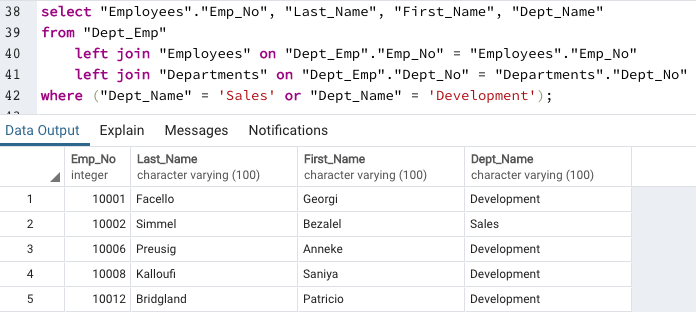 38 select "Employees"."Emp_No", "Last_Name", "First_Name", "Dept_Name"
39 from "Dept_Emp"
40 left join "Employees" on "Dept_Emp"."Emp_No" = "Employees"."Emp_No"
41 left join "Departments" on "Dept_Emp"."Dept_No" = "Departments"."Dept_No"
42 where ("Dept_Name" = 'Sales' or "Dept_Name" = 'Development');
Data Output Explain Messages Notifications
Emp_No Last_Name First_Name Dept_Name
integer character varying (100) character varying (100) character varying (100)
1 10001 Facello Georgi Development
2 10002 Simmel Bezalel Sales
3 10006 Preusig Anneke Development
4 10008 Kalloufi Saniya Development
5 10012 Bridgland Patricio Development